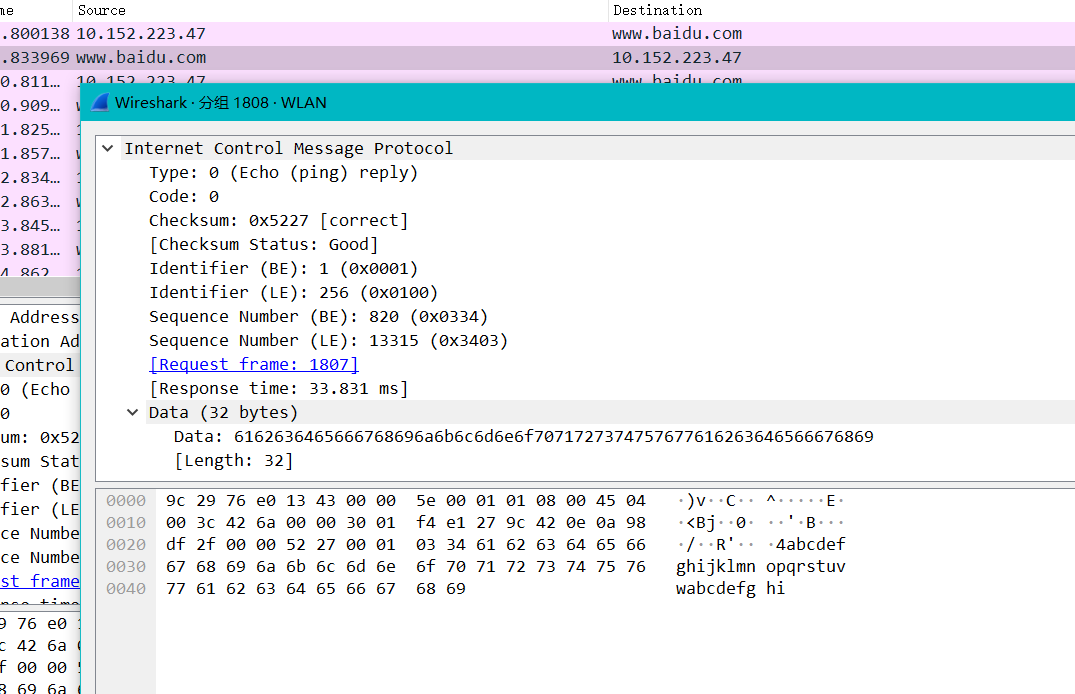 me Source Destination
.800138 10.152.223.47 www.baidu.com
.833969 www.baidu.com 10.152.223.47
0.811… 10.152.223.47 www.baidu.com
0.909…
1.825…
1.857…
2.834…
2.863…
3.845…
3.881…
4.862
Wireshark · 分组 1808 · WLAN
Internet Control Message Protocol
Type: 0 (Echo (ping) reply)
Code: 0
Checksum: 0x5227 [correct]
[Checksum Status: Good]
Identifier (BE): 1 (0x0001)
Identifier (LE): 256 (0x0100)
Sequence Number (BE): 820 (0x0334)
Sequence Number (LE): 13315 (0x3403)
[Request frame: 1807]
[Response time: 33.831 ms]
Data (32 bytes)
Data: 6162636465666768696a6b6c6d6e6f7071727374757677616263646566676869
[Length: 32]
0000 9c 29 76 e0 13 43 00 00 5e 00 01 01 08 00 45 04 ·)v··C·· ^·····E·
0010 00 3c 42 6a 00 00 30 01 f4 e1 27 9c 42 0e 0a 98 ·<Bj··0· ··'·B···
0020 df 2f 00 00 52 27 00 01 03 34 61 62 63 64 65 66 ·/··R'·· ·4abcdef
0030 67 68 69 6a 6b 6c 6d 6e 6f 70 71 72 73 74 75 76 ghijklmn opqrstuv
0040 77 61 62 63 64 65 66 67 68 69 wabcdefg hi
Address
ation Ad
Control
0 (Echo
0
um: 0x52
sum Stat
fier (BE
fier (LE
ce Numbe
ce Numbe
st frame
nse time
9 76 e0
c 42 6a
f 00 00
8 69 6a